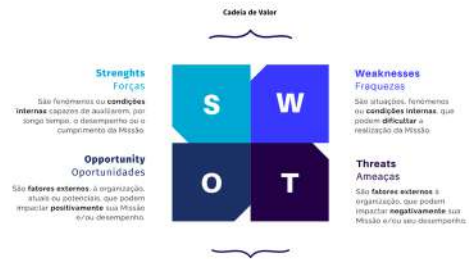 Cadeia de Valor
Strenghts
Forças
São fenômenos ou condições
internas capazes de auxiliarem, por
longo tempo, o desempenho ou o
cumprimento da Missão.
Weaknesses
Fraquezas
São situações, fenômenos
ou condições internas, que
podem dificultar a
realização da Missão.
S
W
O
T
Opportunity
Oportunidades
São fatores externos, à organização,
atuais ou potenciais, que podem
impactar positivamente sua Missão
e/ou desempenho.
Threats
Ameaças
São fatores externos à
organização, que podem
impactar negativamente sua
Missão e/ou seu desempenho.